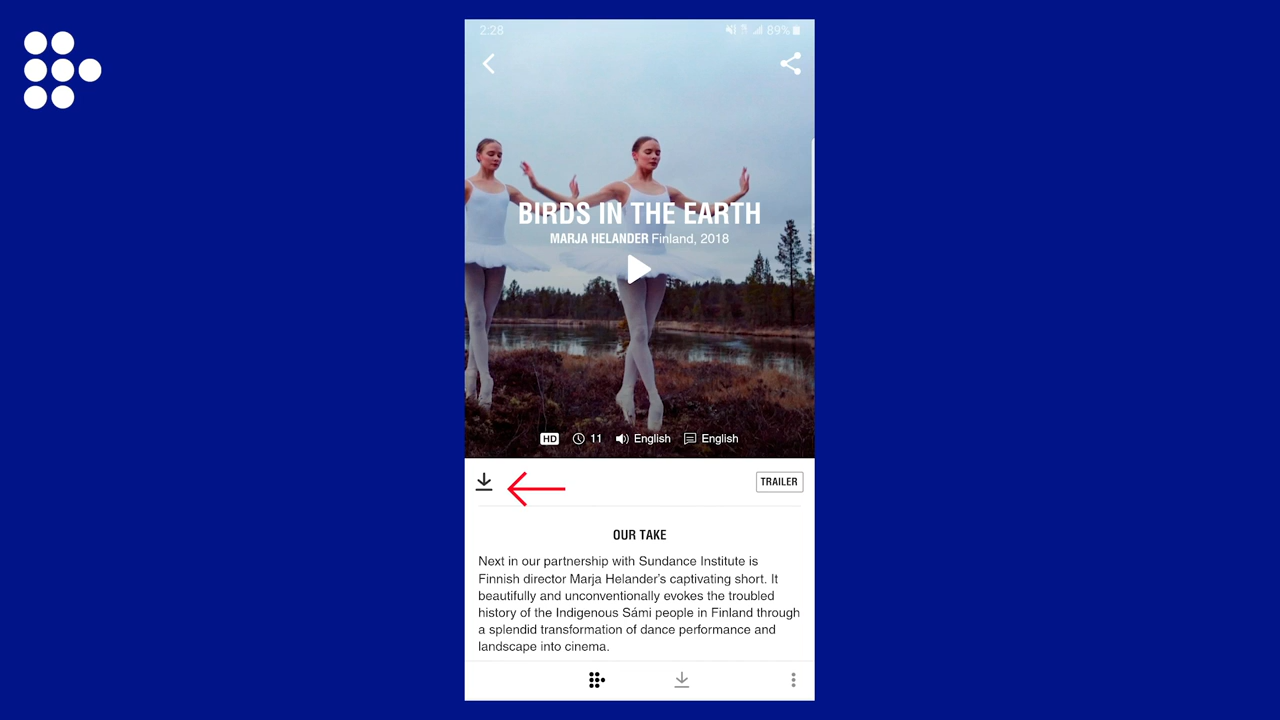 2:28
89%
BIRDS IN THE EARTH
MARJA HELANDER Finland, 2018
HD 11 English English
TRAILER
OUR TAKE
Next in our partnership with Sundance Institute is
Finnish director Marja Helander's captivating short. It
beautifully and unconventionally evokes the troubled
history of the Indigenous Sámi people in Finland through
a splendid transformation of dance performance and
landscape into cinema.